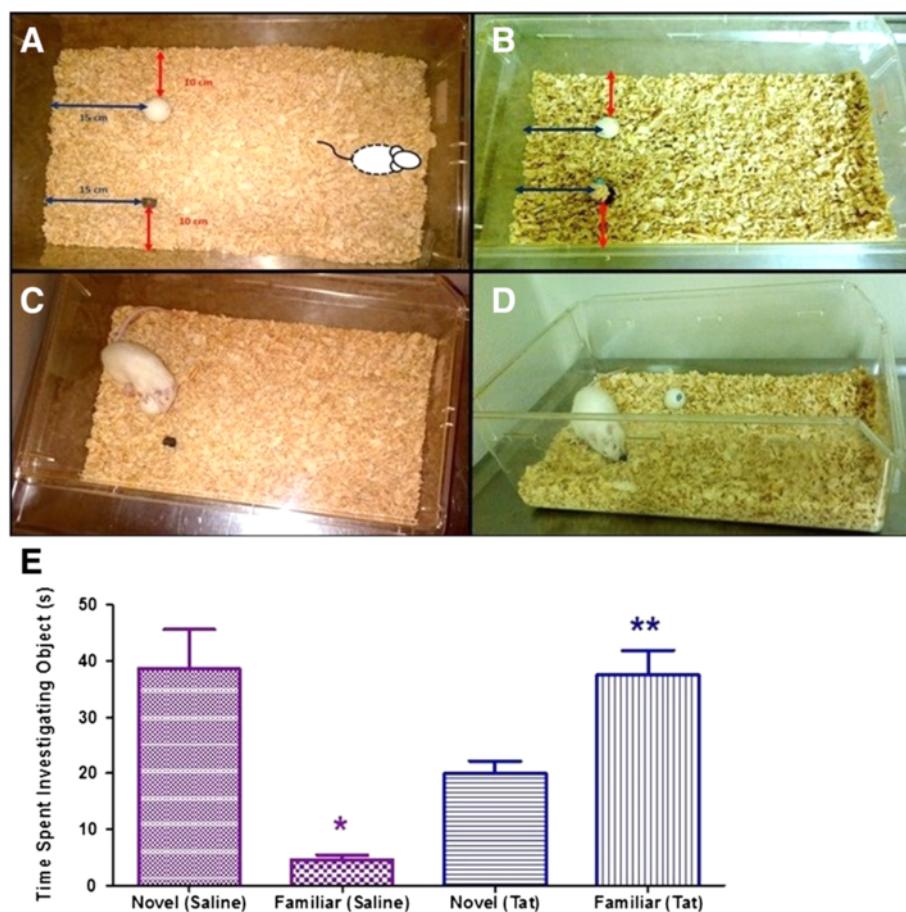 A
B
10 cm
15 cm
15 cm
10 cm
C
D
E
Time Spent Investigating Object (s)
50
40
30
20
10
0
*
**
Novel (Saline)
Familiar (Saline)
Novel (Tat)
Familiar (Tat)